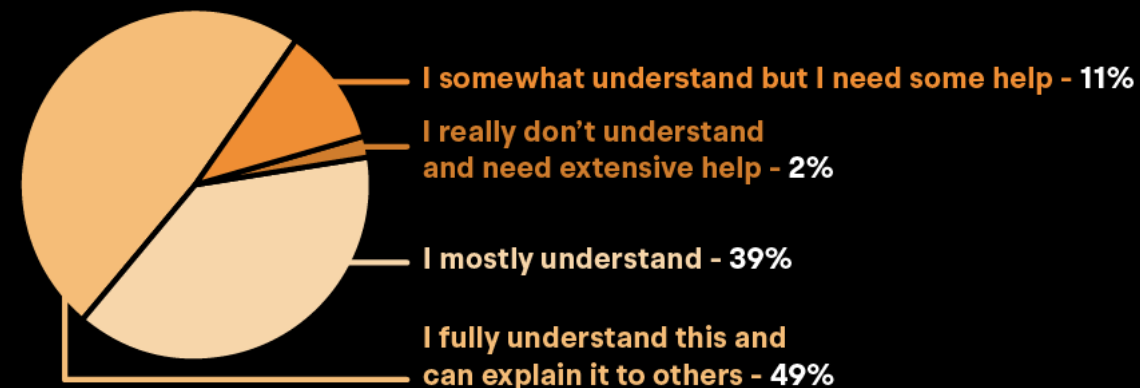 I somewhat understand but I need some help - 11%
I really don’t understand
and need extensive help - 2%
I mostly understand - 39%
I fully understand this and
can explain it to others - 49%